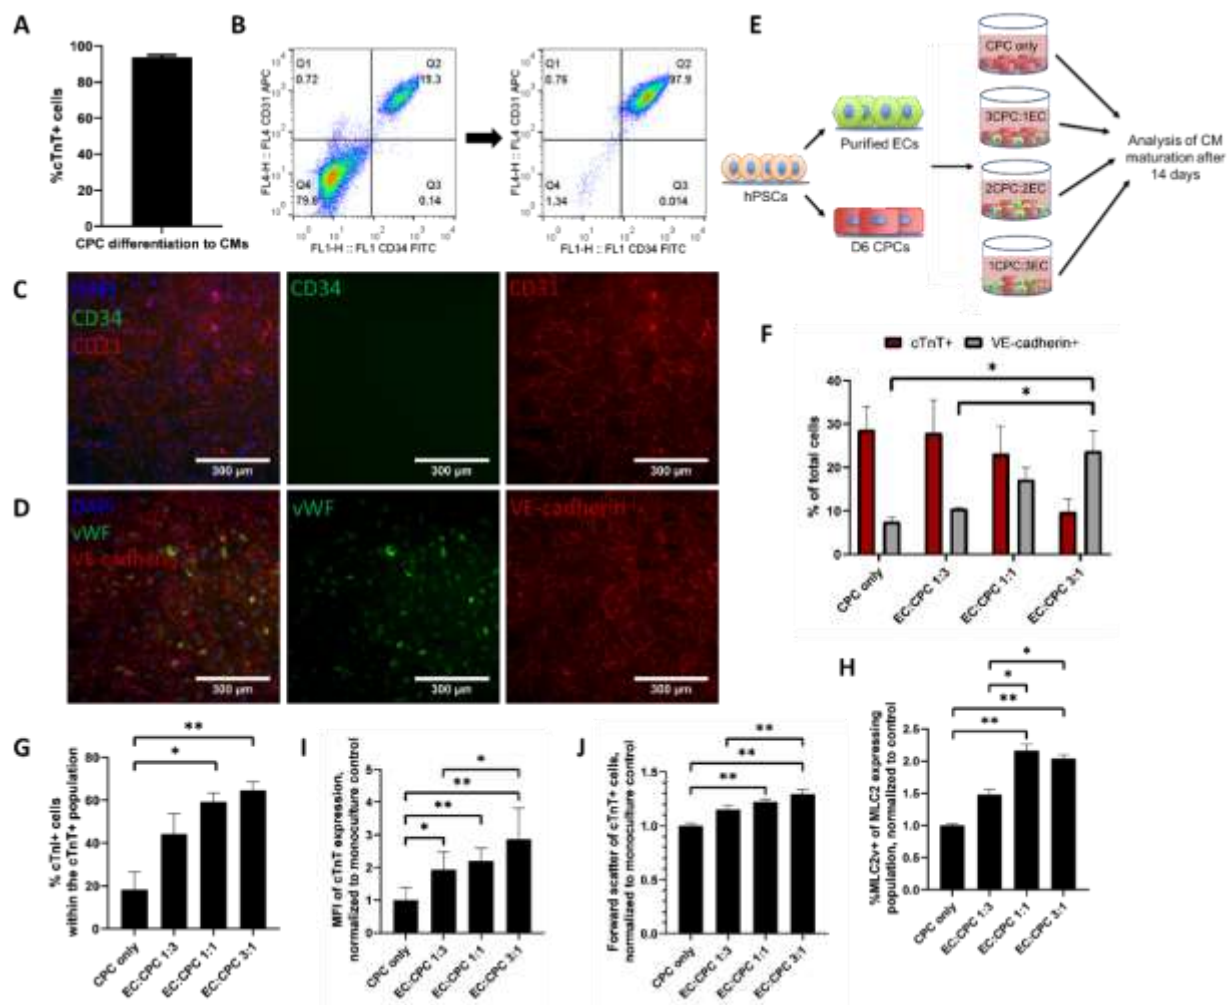 A
100
80
60
40
20
0
%cTnT+ cells
CPC differentiation to CMs
B
Q1
0.72
Q2
19.3
Q4
79.8
Q3
0.14
FL4-H :: FL4 CD31 APC
FL1-H :: FL1 CD34 FITC
Q1
0.76
Q2
97.9
Q4
1.34
Q3
0.014
FL4-H :: FL4 CD31 APC
FL1-H :: FL1 CD34 FITC
E
hPSCs
Purified ECs
D6 CPCs
CPC only
3CPC:1EC
2CPC:2EC
1CPC:3EC
Analysis of CM
maturation after
14 days
C
CD34
CD31
300 µm
CD34
300 µm
CD31
300 µm
D
vWF
VE-cadherin
300 µm
vWF
300 µm
VE-cadherin
300 µm
F
cTnT+
VE-cadherin+
*
*
40
30
20
10
0
% of total cells
CPC only
EC:CPC 1:3
EC:CPC 1:1
EC:CPC 3:1
G
**
*
80
60
40
20
0
% cTnI+ cells
within the cTnT+ population
CPC only
EC:CPC 1:3
EC:CPC 1:1
EC:CPC 3:1
I
*
**
**
*
5
4
3
2
1
0
MFI of cTnT expression,
normalized to monoculture control
CPC only
EC:CPC 1:3
EC:CPC 1:1
EC:CPC 3:1
J
**
**
**
1.5
1.0
0.5
0.0
Forward scatter of cTnT+ cells,
normalized to monoculture control
CPC only
EC:CPC 1:3
EC:CPC 1:1
EC:CPC 3:1
H
*
*
**
**
2.5
2.0
1.5
1.0
0.5
0.0
%MLC2v+ of MLC2 expressing
population, normalized to control
CPC only
EC:CPC 1:3
EC:CPC 1:1
EC:CPC 3:1